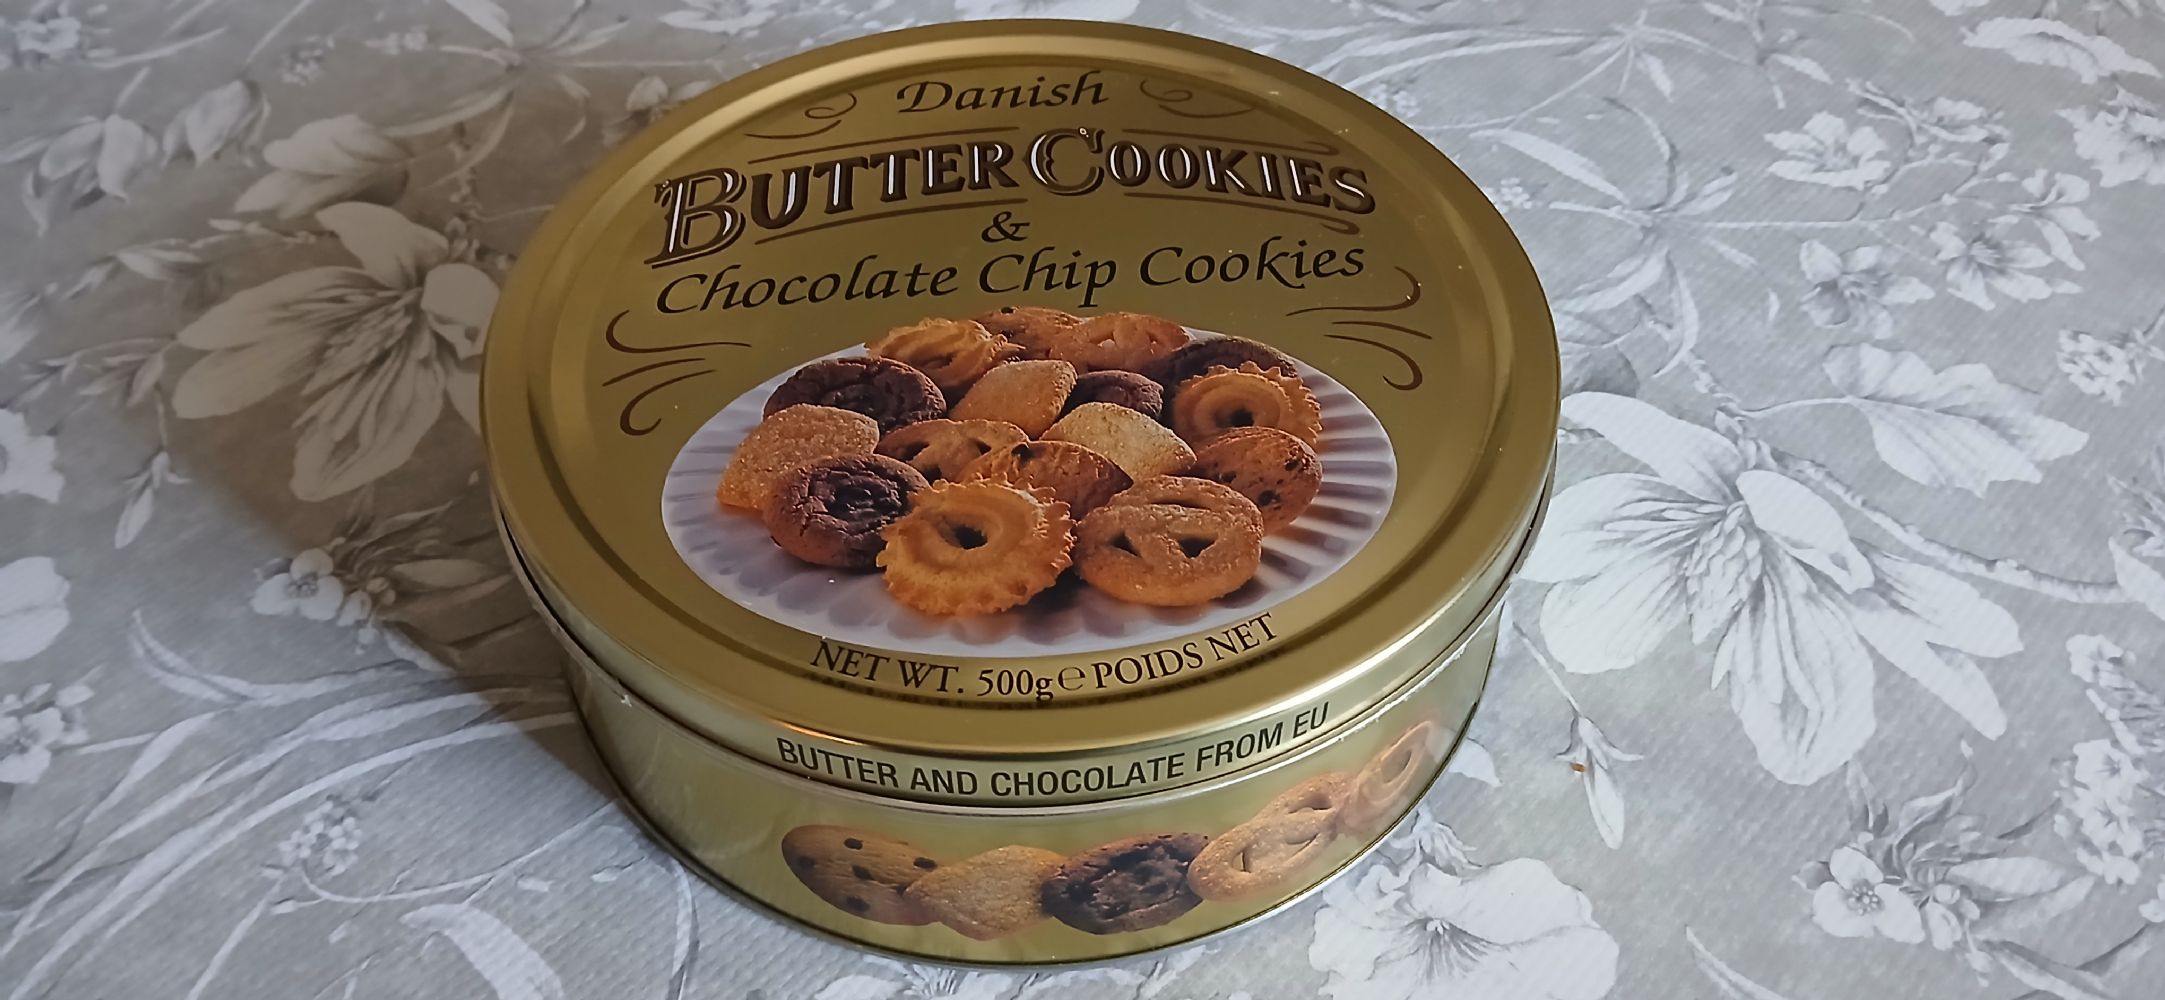 Danish
BUTTER COOKIES
&
Chocolate Chip Cookies
NET WT. 500g ℮ POIDS NET
BUTTER AND CHOCOLATE FROM EU